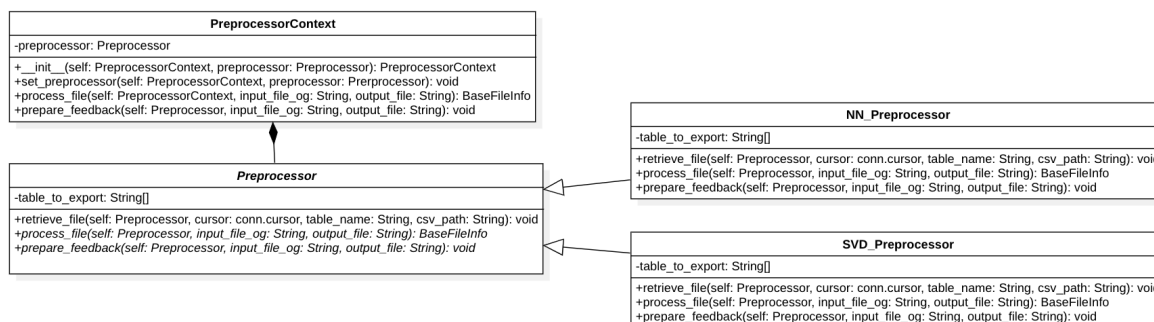 PreprocessorContext
-preprocessor: Preprocessor
+__init__(self: PreprocessorContext, preprocessor: Preprocessor): PreprocessorContext
+set_preprocessor(self: PreprocessorContext, preprocessor: Prerprocessor): void
+process_file(self: PreprocessorContext, input_file_og: String, output_file: String): BaseFileInfo
+prepare_feedback(self: Preprocessor, input_file_og: String, output_file: String): void
Preprocessor
-table_to_export: String[]
+retrieve_file(self: Preprocessor, cursor: conn.cursor, table_name: String, csv_path: String): void
+process_file(self: Preprocessor, input_file_og: String, output_file: String): BaseFileInfo
+prepare_feedback(self: Preprocessor, input_file_og: String, output_file: String): void
NN_Preprocessor
-table_to_export: String[]
+retrieve_file(self: Preprocessor, cursor: conn.cursor, table_name: String, csv_path: String): void
+process_file(self: Preprocessor, input_file_og: String, output_file: String): BaseFileInfo
+prepare_feedback(self: Preprocessor, input_file_og: String, output_file: String): void
SVD_Preprocessor
-table_to_export: String[]
+retrieve_file(self: Preprocessor, cursor: conn.cursor, table_name: String, csv_path: String): void
+process_file(self: Preprocessor, input_file_og: String, output_file: String): BaseFileInfo
+prepare_feedback(self: Preprocessor, input_file_og: String, output_file: String): void